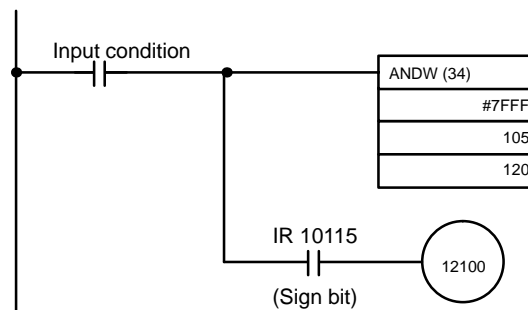 Input condition
ANDW (34)
#7FFF
105
120
IR 10115
12100
(Sign bit)